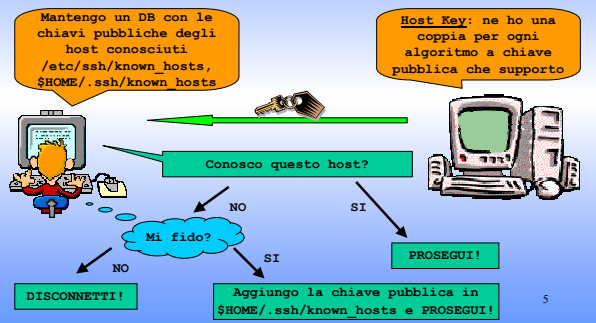 Mantengo un DB con le
chiavi pubbliche degli
host conosciuti
/etc/ssh/known_hosts,
$HOME/.ssh/known_hosts
Host Key: ne ho una
coppia per ogni
algoritmo a chiave
pubblica che supporto
Conosco questo host?
NO
SI
Mi fido?
PROSEGUI!
NO
SI
DISCONNETTI!
Aggiungo la chiave pubblica in
$HOME/.ssh/known_hosts e PROSEGUI!
5